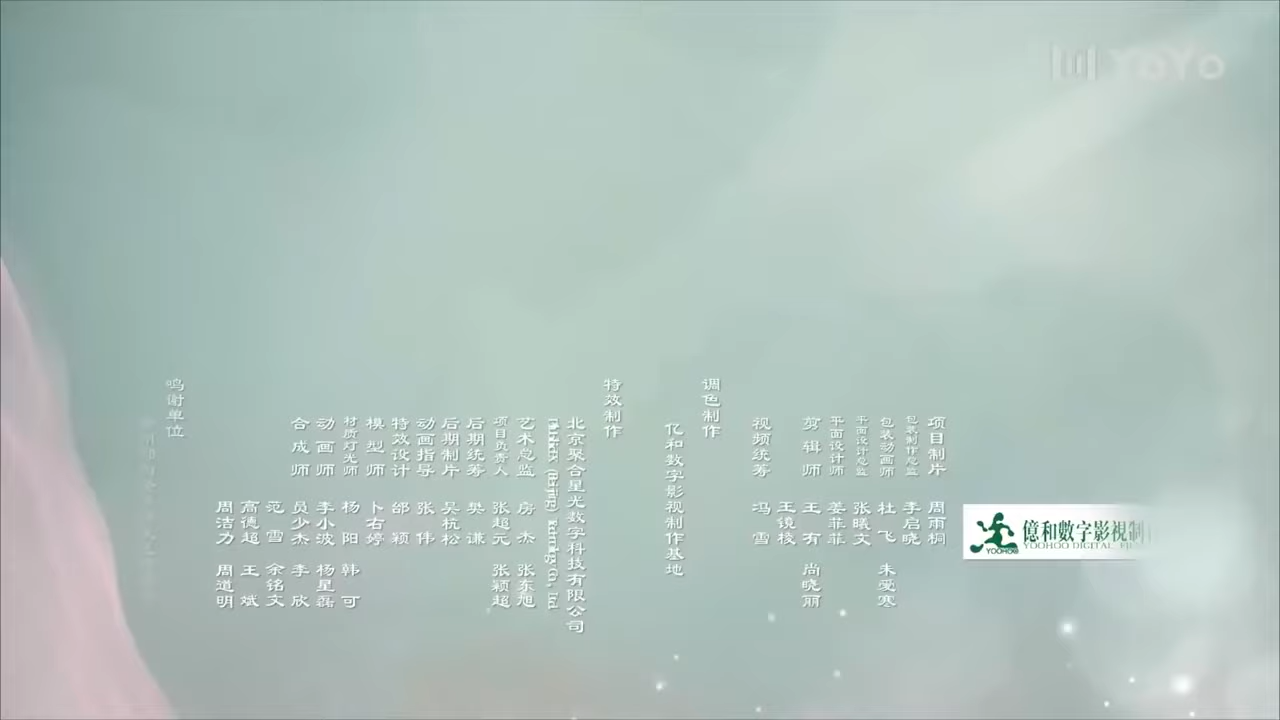 YoYo
億和數字影視制
YOOHOO DIGITAL
YOOHOO
项目制片 周雨桐
包装制作总监 李启晓
包装动画师 杜飞 朱爱寒
平面设计总监 张曦文
平面设计师 姜菲菲
剪辑师 王有 尚晓丽
王镜棱
视频统筹 冯雪
调色制作
亿和数字影视制作基地
特效制作
北京聚合星光数字科技有限公司
艺术总监 房杰 张东旭
项目负责人 张超元 张颖超
后期统筹 樊谦
后期制片 吴杭松
动画指导 张伟
特效设计 邰颖
模型师 卜右婷
材质灯光师 杨阳 韩可
动画师 李小波 杨星磊
合成师 员少杰 李欣
范雪 余铭文
高德超 王斌
周洁力 周道明
鸣谢单位